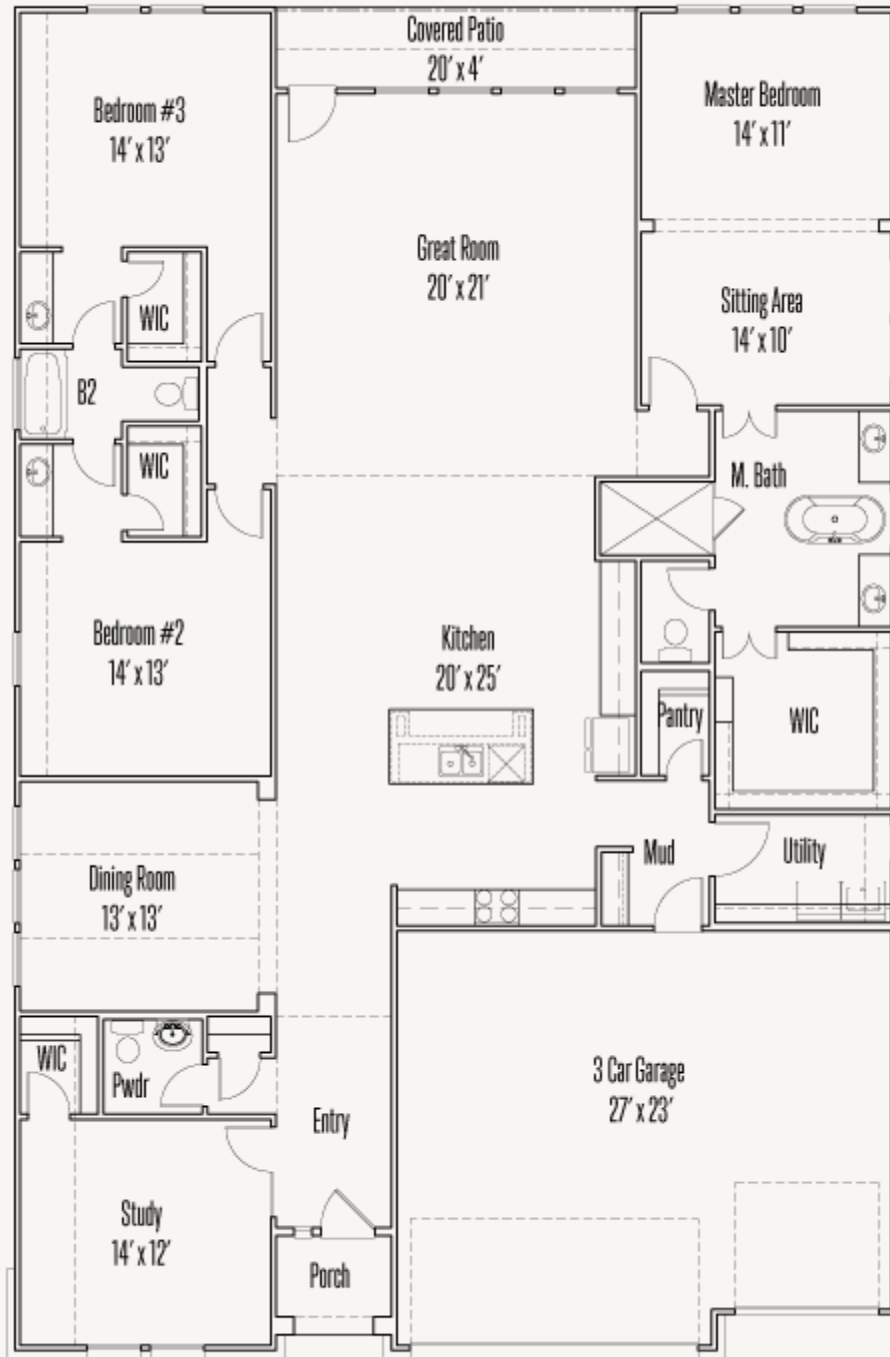 Covered Patio
20' x 4'
Bedroom #3
14' x 13'
Master Bedroom
14' x 11'
Great Room
20' x 21'
Sitting Area
14' x 10'
WIC
B2
WIC
M. Bath
Bedroom #2
14' x 13'
Kitchen
20' x 25'
Pantry
WIC
Dining Room
13' x 13'
Mud
Utility
WIC
Pwdr
3 Car Garage
27' x 23'
Entry
Study
14' x 12'
Porch